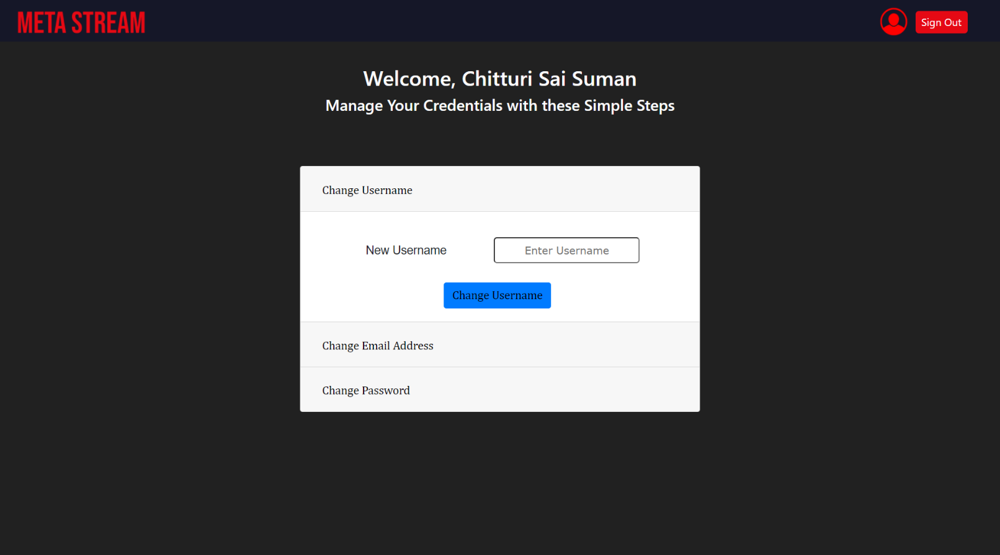 META STREAM
Sign Out
Welcome, Chitturi Sai Suman
Manage Your Credentials with these Simple Steps
Change Username
New Username
Enter Username
Change Username
Change Email Address
Change Password